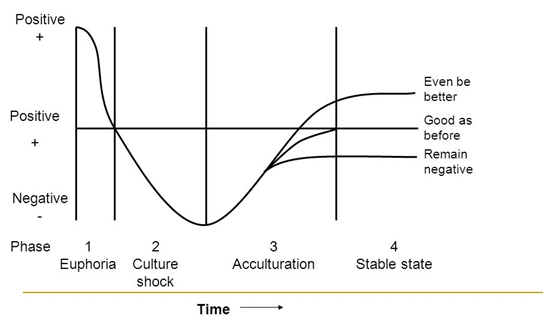 Positive
+
Even be
better
Positive
+
Good as
before
Remain
negative
Negative
-
Phase 1 2 3 4
Euphoria Culture shock Acculturation Stable state
Time